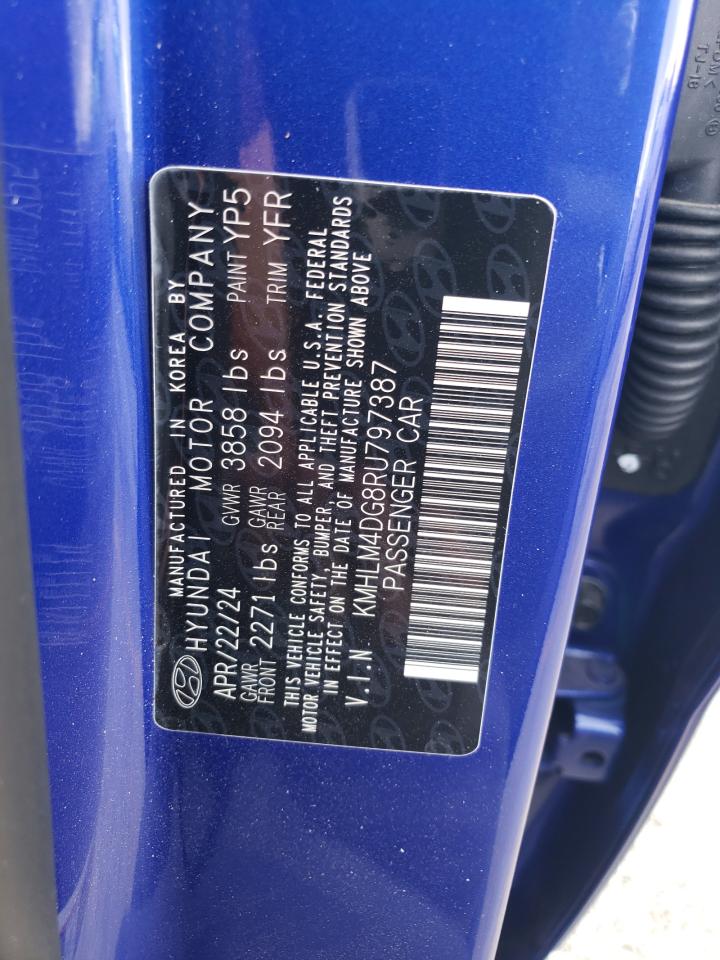 MANUFACTURED IN KOREA BY
HYUNDAI MOTOR COMPANY
APR/22/24 GVWR 3858 lbs PAINT YP5
GAWR FRONT 2271 lbs GAWR REAR 2094 lbs TRIM YFR
THIS VEHICLE CONFORMS TO ALL APPLICABLE U.S.A. FEDERAL
MOTOR VEHICLE SAFETY, BUMPER, AND THEFT PREVENTION STANDARDS
IN EFFECT ON THE DATE OF MANUFACTURE SHOWN ABOVE
V.I.N KMHLM4DG8RU797387
PASSENGER CAR
TJ-18